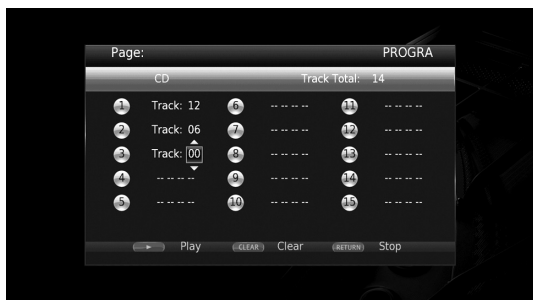 Page: PROGRA
CD Track Total: 14
1 Track: 12 6 -- -- -- -- 11 -- -- -- --
2 Track: 06 7 -- -- -- -- 12 -- -- -- --
3 Track: 00 8 -- -- -- -- 13 -- -- -- --
4 -- -- -- -- 9 -- -- -- -- 14 -- -- -- --
5 -- -- -- -- 10 -- -- -- -- 15 -- -- -- --
Play CLEAR Clear RETURN Stop